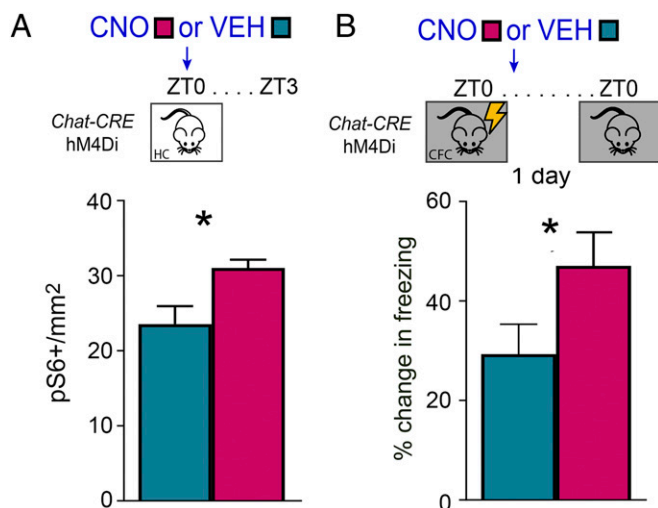 A
CNO or VEH
ZT0 . . . . ZT3
Chat-CRE
hM4Di
HC
pS6+/mm2
40
30
20
10
0
*
B
CNO or VEH
ZT0 . . . . . . . . . ZT0
Chat-CRE
hM4Di
CFC
1 day
% change in freezing
60
40
20
0
*